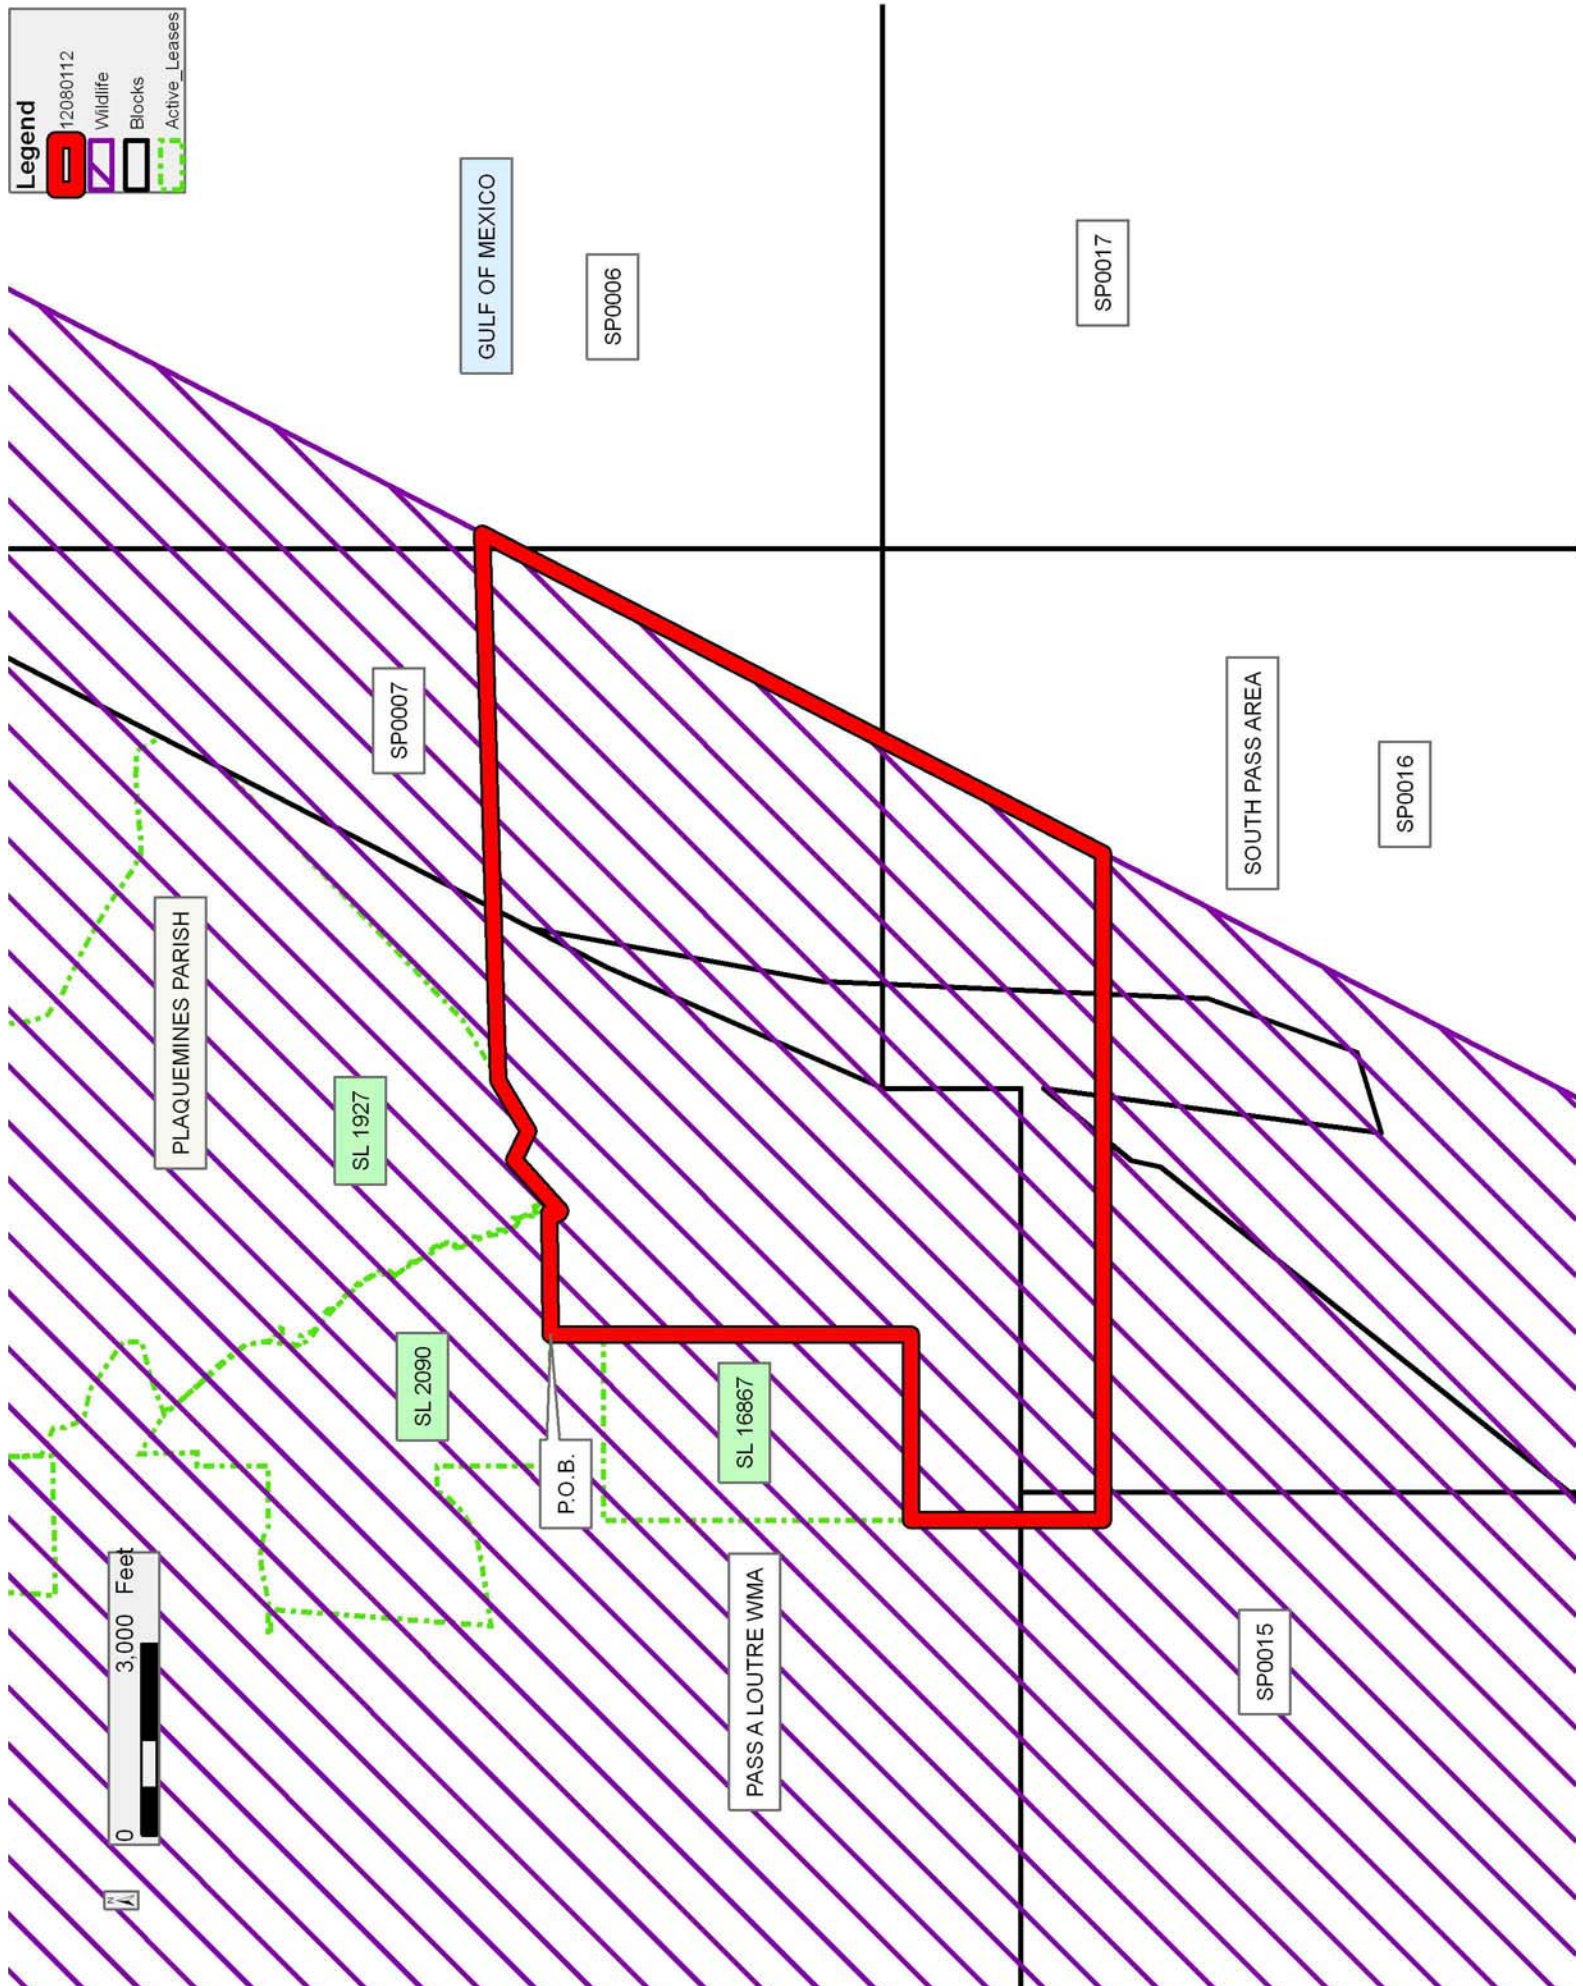 Legend
12080112
Wildlife
Blocks
Active_Leases
0 3,000 Feet
N
PLAQUEMINES PARISH
SL 1927
SL 2090
SP0007
GULF OF MEXICO
P.O.B.
SP0006
SL 16867
PASS A LOUTRE WMA
SP0017
SOUTH PASS AREA
SP0015
SP0016